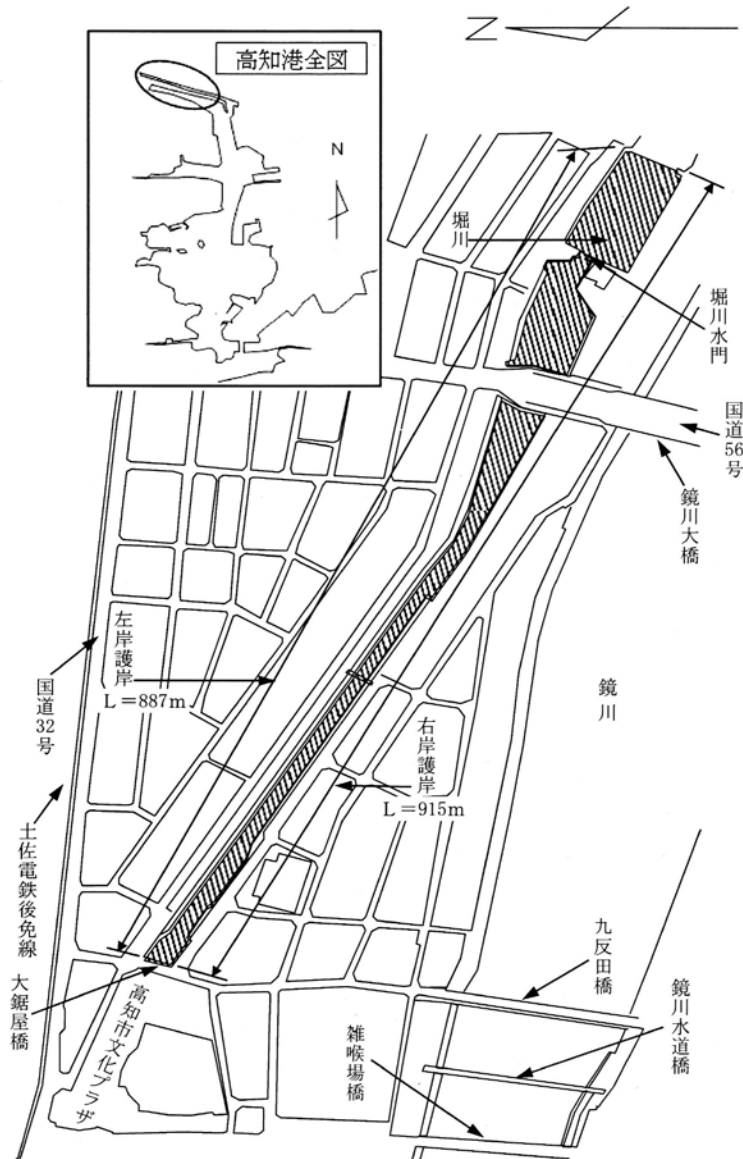 高知港全図
N
N
堀川
堀川水門
国道56号
鏡川大橋
左岸護岸
L=887m
国道32号
鏡川
右岸護岸
L=915m
土佐電鉄後免線
大鋸屋橋
高知市文化プラザ
九反田橋
鏡川水道橋
雑喉場橋